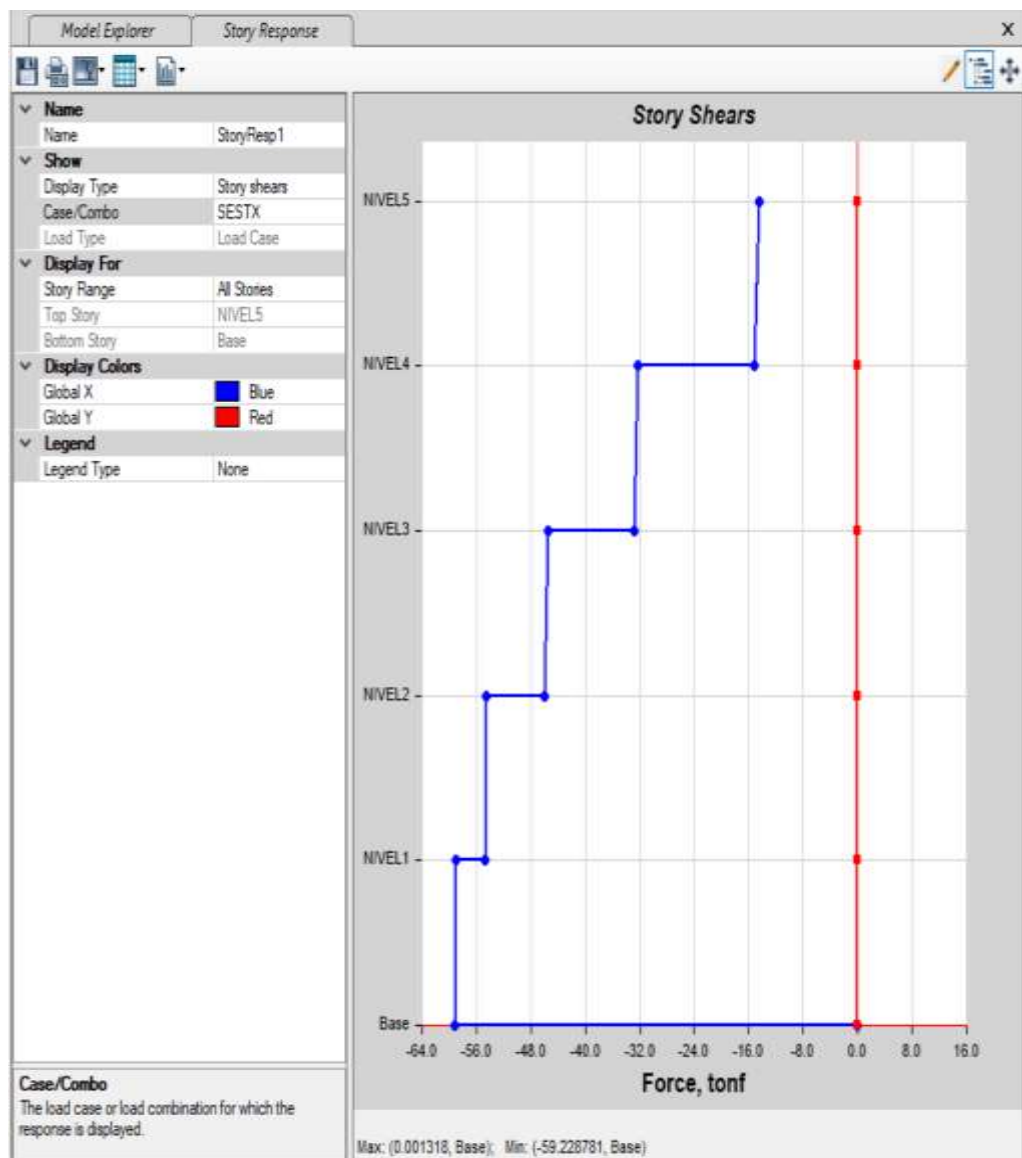 Model Explorer
Story Response
X
Name
Name StoryResp1
Show
Display Type Story shears
Case/Combo SESTX
Load Type Load Case
Display For
Story Range All Stories
Top Story NIVEL5
Bottom Story Base
Display Colors
Global X Blue
Global Y Red
Legend
Legend Type None
Case/Combo
The load case or load combination for which the
response is displayed.
Story Shears
NIVEL5
NIVEL4
NIVEL3
NIVEL2
NIVEL1
Base
-64.0 -56.0 -48.0 -40.0 -32.0 -24.0 -16.0 -8.0 0.0 8.0 16.0
Force, tonf
Max: (0.001318, Base); Min: (-59.228781, Base)